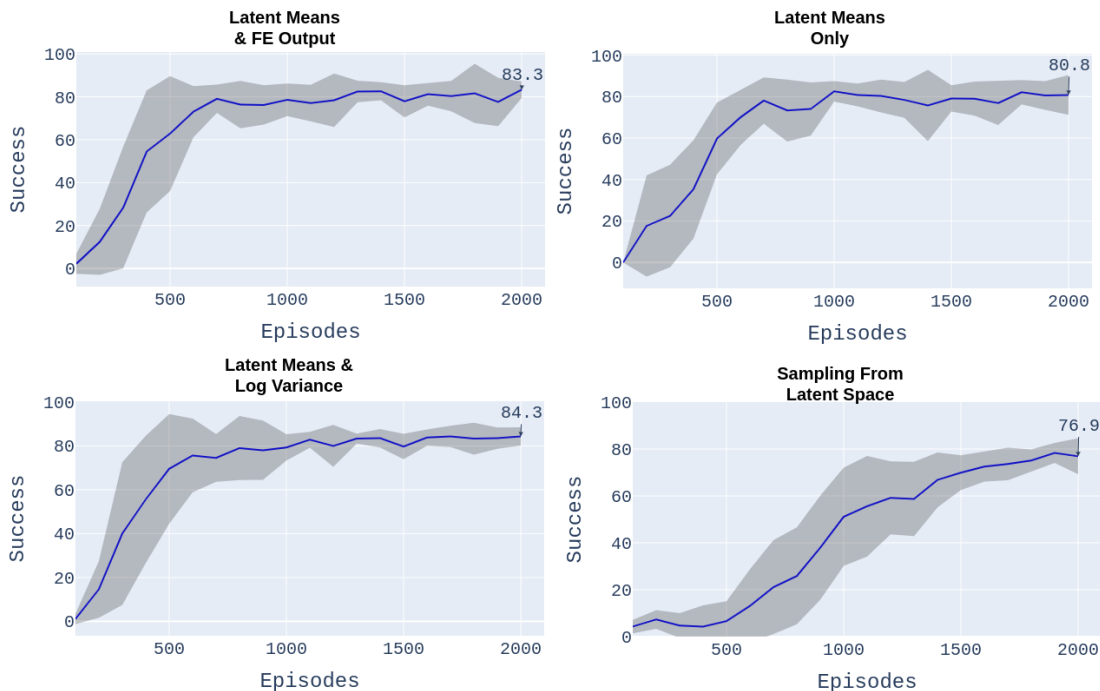 Latent Means
& FE Output
100
80
60
40
20
0
Success
83.3
500
1000
1500
2000
Episodes
Latent Means
Only
100
80
60
40
20
0
Success
80.8
500
1000
1500
2000
Episodes
Latent Means &
Log Variance
100
80
60
40
20
0
Success
84.3
500
1000
1500
2000
Episodes
Sampling From
Latent Space
100
80
60
40
20
0
Success
76.9
500
1000
1500
2000
Episodes